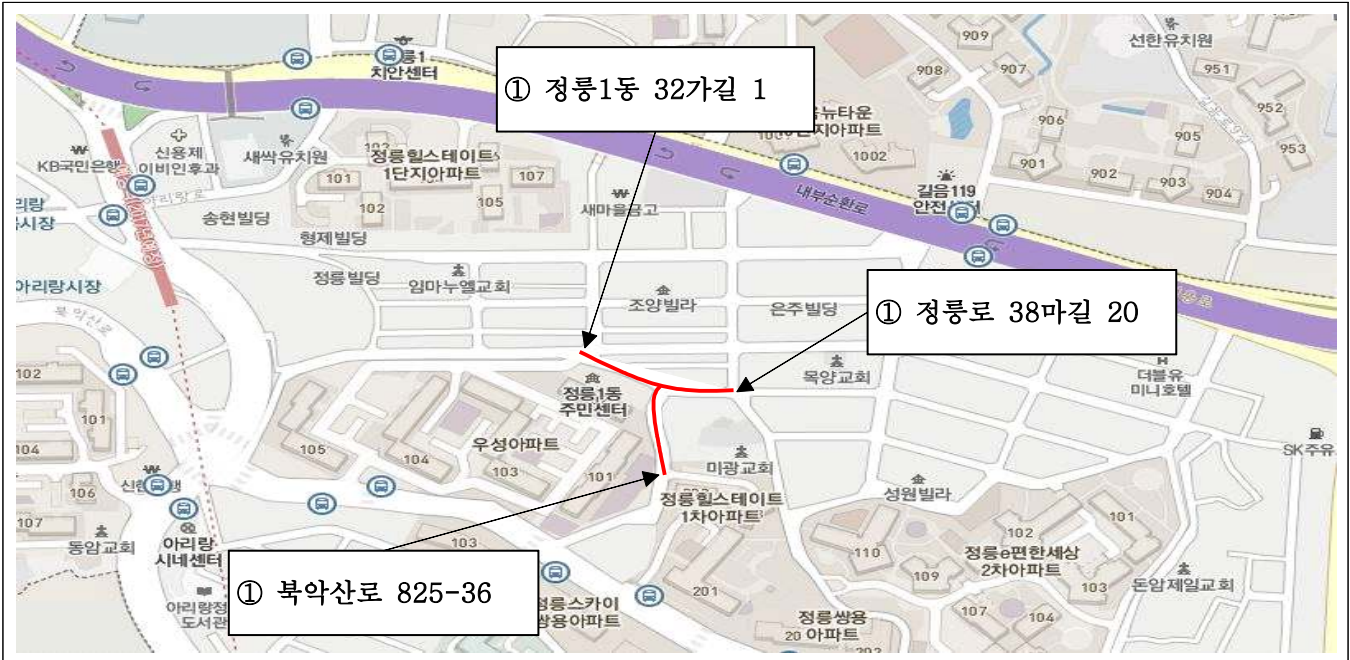 909
선한유치원
908
907
951
치안센터
① 정릉1동 32가길 1
952
906
905
953
KB국민은행
신용제
이비인후과
새싹유치원
정릉힐스테이트
1단지아파트
1002
901
902
903
904
101
102
105
107
새마을금고
내부순환로
길음119
송현빌딩
형제빌딩
정릉빌딩
임마누엘교회
조양빌라
은주빌딩
① 정릉로 38마길 20
아리랑시장
북악산로
102
101
104
106
107
105
104
103
101
정릉1동
주민센터
우성아파트
목양교회
더블유
미니호텔
SK주유
미광교회
성원빌라
정릉힐스테이트
1차아파트
동암교회
아리랑
시네센터
103
110
109
102
101
정릉e편한세상
2차아파트
103
107
104
돈암제일교회
① 북악산로 825-36
201
아리랑정
도서관
정릉스카이
쌍용아파트
정릉쌍용
아파트
20
202